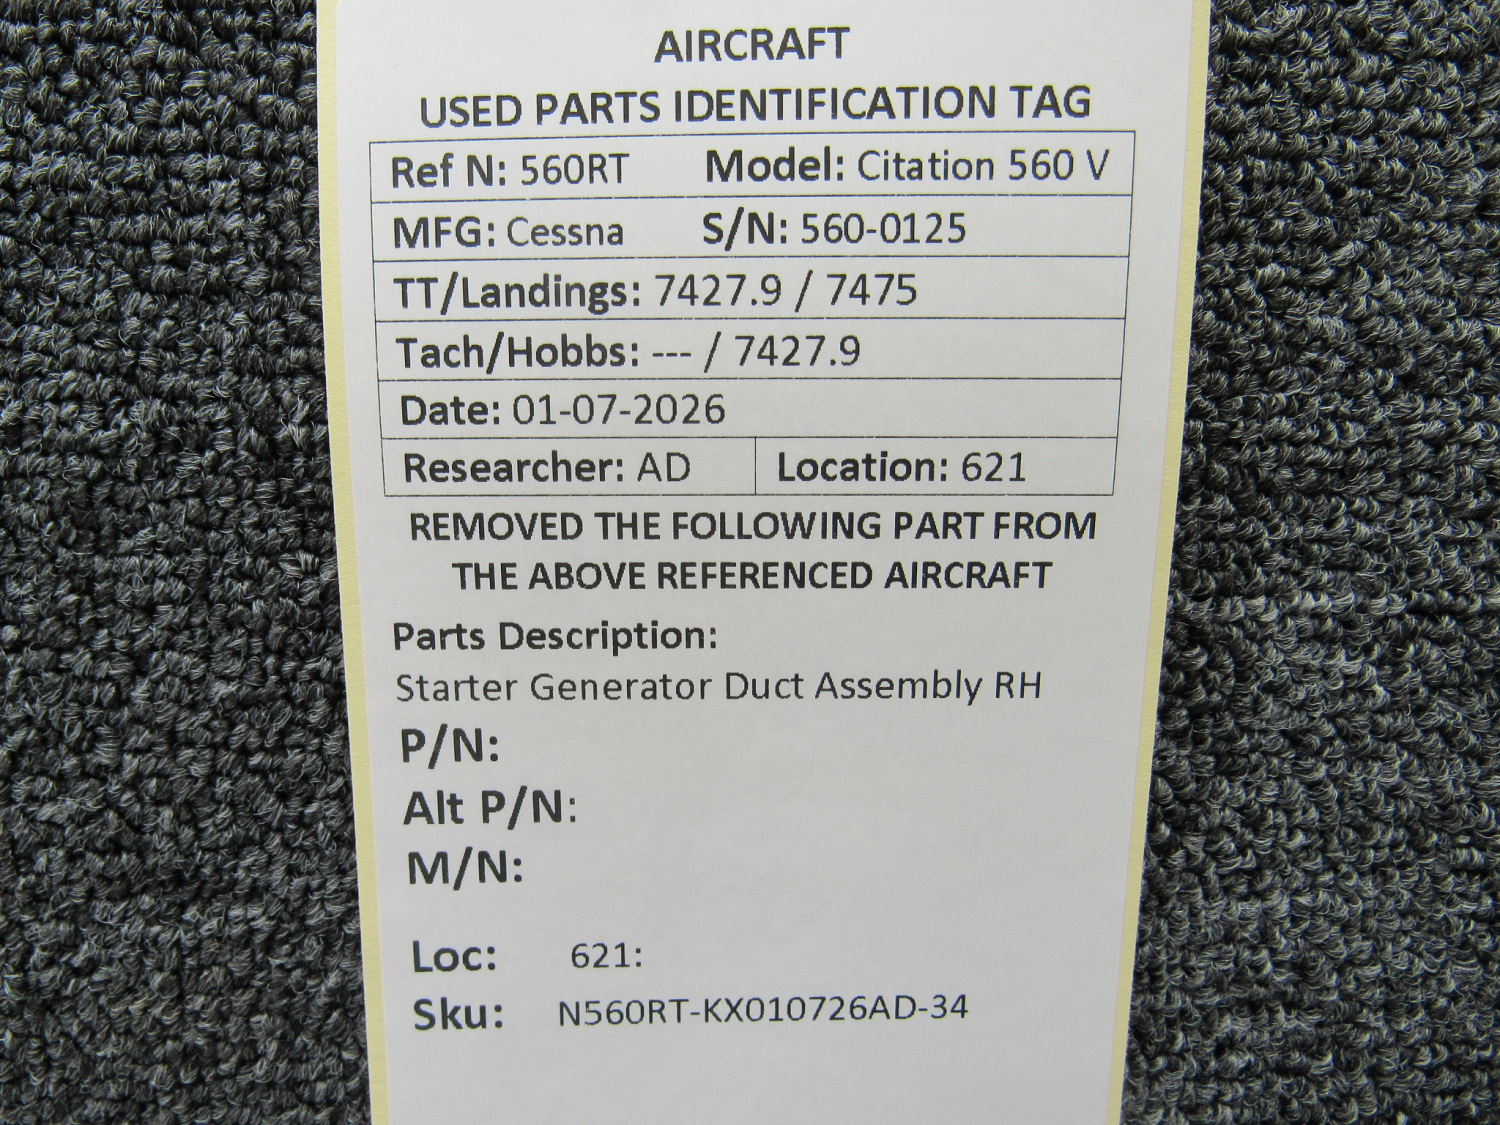 AIRCRAFT
USED PARTS IDENTIFICATION TAG
Ref N: 560RT Model: Citation 560 V
MFG: Cessna S/N: 560-0125
TT/Landings: 7427.9 / 7475
Tach/Hobbs: --- / 7427.9
Date: 01-07-2026
Researcher: AD Location: 621
REMOVED THE FOLLOWING PART FROM
THE ABOVE REFERENCED AIRCRAFT
Parts Description:
Starter Generator Duct Assembly RH
P/N:
Alt P/N:
M/N:
Loc: 621:
Sku: N560RT-KX010726AD-34